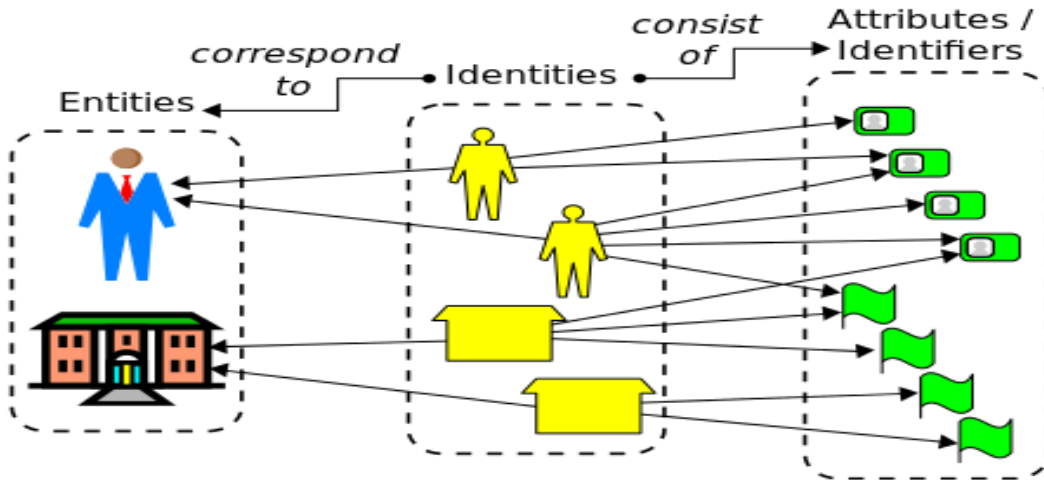 Entities
correspond
to
Identities
consist
of
Attributes /
Identifiers